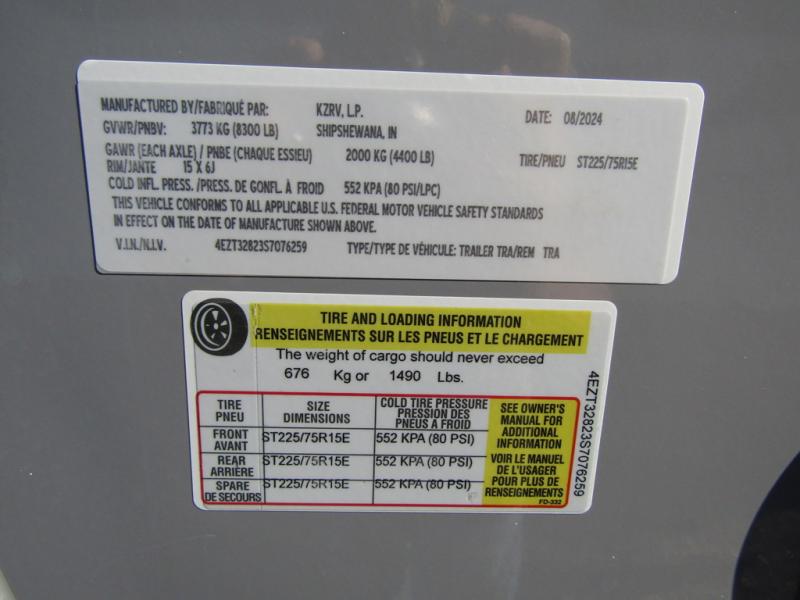 MANUFACTURED BY/FABRIQUÉ PAR: KZRV, L.P. DATE: 08/2024
GVWR/PNBV: 3773 KG (8300 LB) SHIPSHEWANA, IN
GAWR (EACH AXLE) / PNBE (CHAQUE ESSIEU) 2000 KG (4400 LB) TIRE/PNEU ST225/75R15E
RIM/JANTE 15 X 6J
COLD INFL. PRESS. /PRESS. DE GONFL. À FROID 552 KPA (80 PSI/LPC)
THIS VEHICLE CONFORMS TO ALL APPLICABLE U.S. FEDERAL MOTOR VEHICLE SAFETY STANDARDS
IN EFFECT ON THE DATE OF MANUFACTURE SHOWN ABOVE.
V.I.N./N.I.V. 4EZT32823S7076259 TYPE/TYPE DE VÉHICULE: TRAILER TRA/REM TRA
TIRE AND LOADING INFORMATION
RENSEIGNEMENTS SUR LES PNEUS ET LE CHARGEMENT
The weight of cargo should never exceed
676 Kg or 1490 Lbs.
TIRE
PNEU
SIZE
DIMENSIONS
COLD TIRE PRESSURE
PRESSION DES
PNEUS A FROID
FRONT
AVANT
ST225/75R15E
552 KPA (80 PSI)
REAR
ARRIÈRE
ST225/75R15E
552 KPA (80 PSI)
SPARE
DE SECOURS
ST225/75R15E
552 KPA (80 PSI)
SEE OWNER'S
MANUAL FOR
ADDITIONAL
INFORMATION
VOIR LE MANUEL
DE L'USAGER
POUR PLUS DE
RENSEIGNEMENTS
FD-332
4EZT32823S7076259